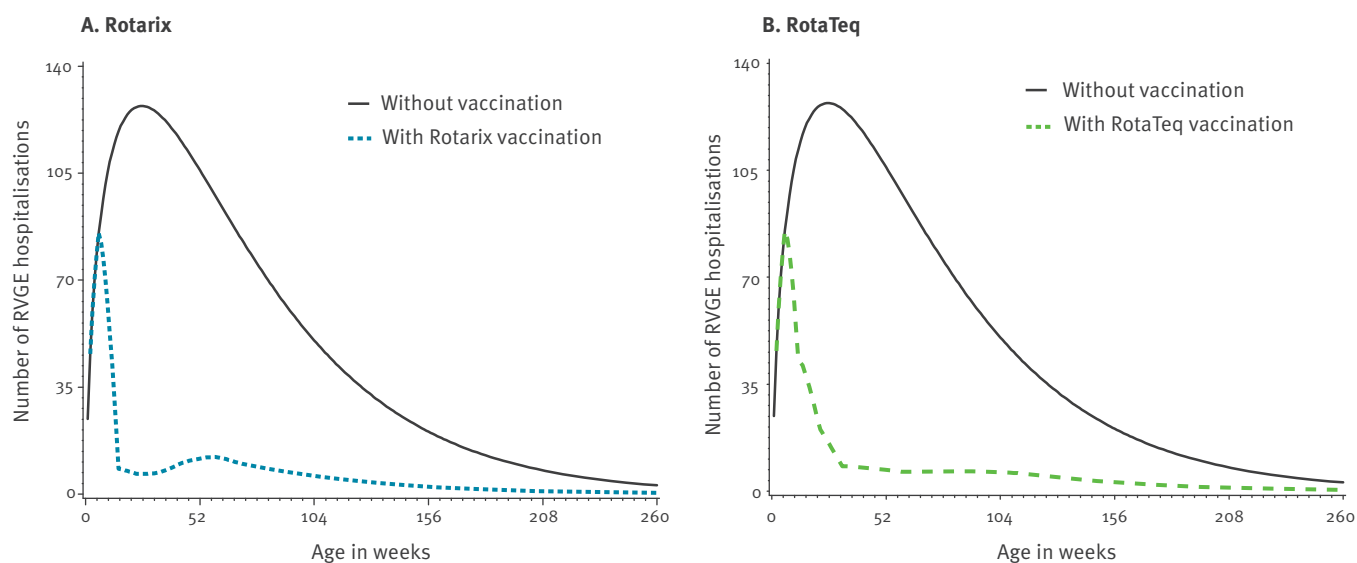 A. Rotarix
Number of RVGE hospitalisations
140
105
70
35
0
Without vaccination
With Rotarix vaccination
0 52 104 156 208 260
Age in weeks
B. RotaTeq
Number of RVGE hospitalisations
140
105
70
35
0
Without vaccination
With RotaTeq vaccination
0 52 104 156 208 260
Age in weeks